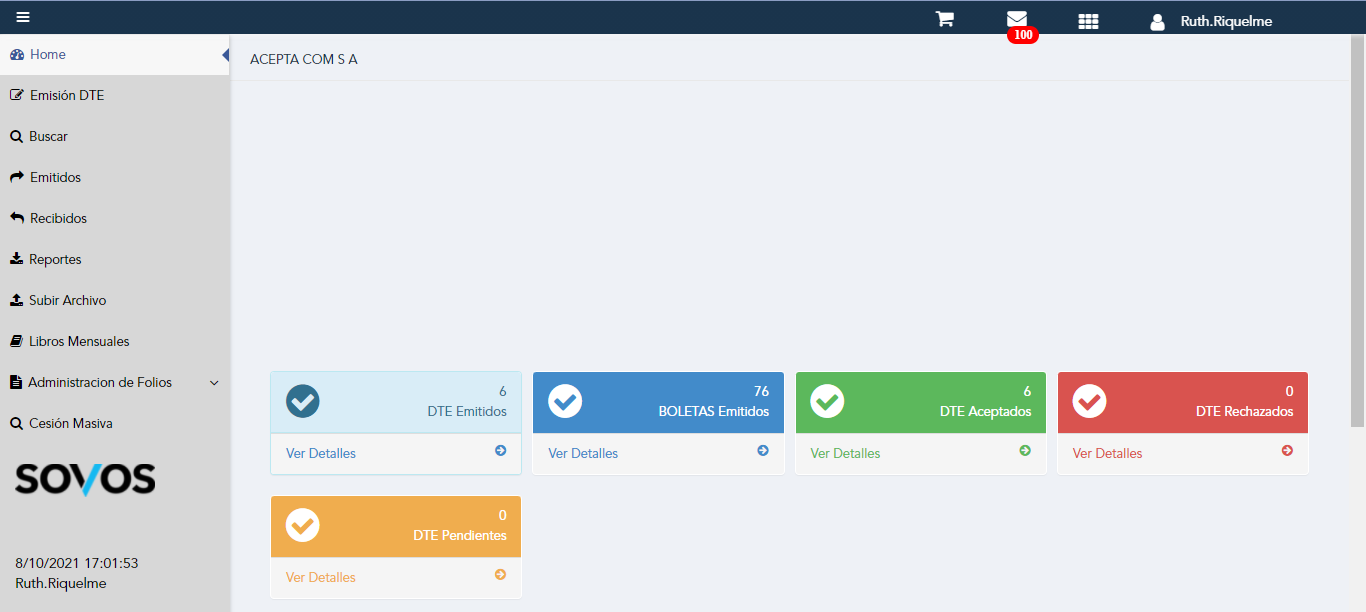 Ruth.Riquelme
100
Home
ACEPTA COM S A
Emisión DTE
Buscar
Emitidos
Recibidos
Reportes
Subir Archivo
Libros Mensuales
Administracion de Folios
Cesión Masiva
SOVOS
8/10/2021 17:01:53
Ruth.Riquelme
6
DTE Emitidos
Ver Detalles
76
BOLETAS Emitidos
Ver Detalles
6
DTE Aceptados
Ver Detalles
0
DTE Rechazados
Ver Detalles
0
DTE Pendientes
Ver Detalles